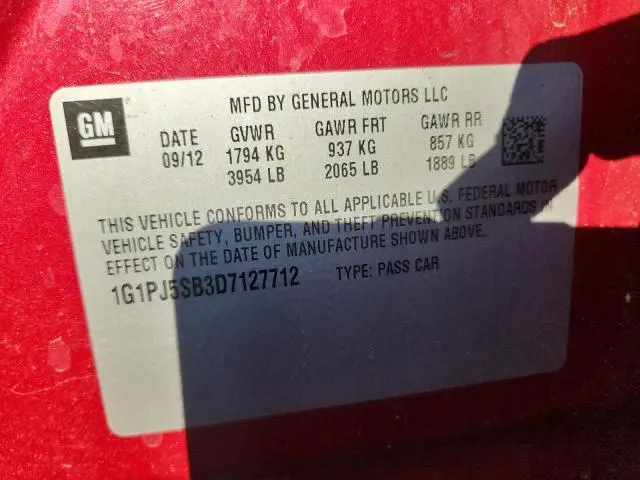 GM
MFD BY GENERAL MOTORS LLC
DATE GVWR GAWR FRT GAWR RR
09/12 1794 KG 937 KG 857 KG
3954 LB 2065 LB 1889 LB
THIS VEHICLE CONFORMS TO ALL APPLICABLE U.S. FEDERAL MOTOR
VEHICLE SAFETY, BUMPER, AND THEFT PREVENTION STANDARDS IN
EFFECT ON THE DATE OF MANUFACTURE SHOWN ABOVE.
1G1PJ5SB3D7127712 TYPE: PASS CAR